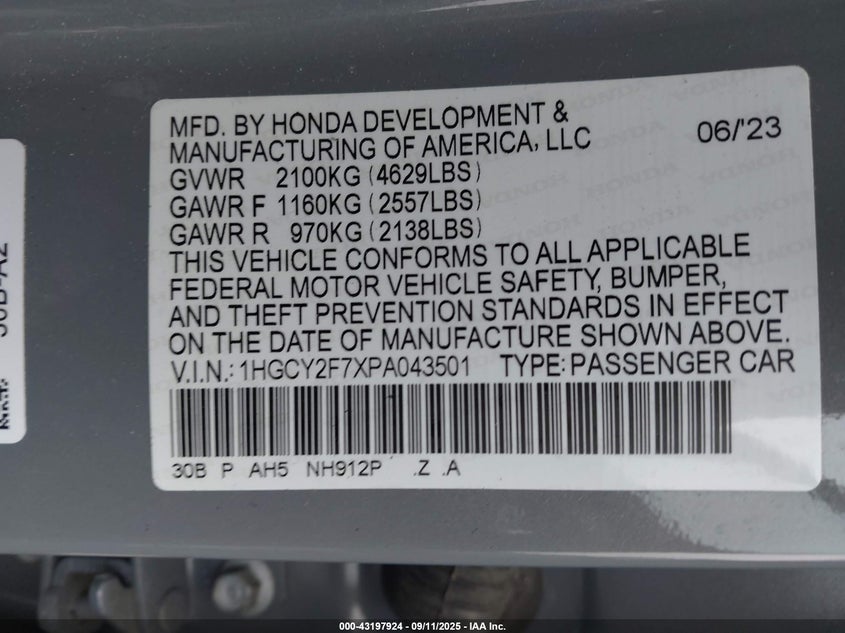 MFD. BY HONDA DEVELOPMENT &
MANUFACTURING OF AMERICA, LLC
06/'23
GVWR 2100KG (4629LBS)
GAWR F 1160KG (2557LBS)
GAWR R 970KG (2138LBS)
THIS VEHICLE CONFORMS TO ALL APPLICABLE
FEDERAL MOTOR VEHICLE SAFETY, BUMPER,
AND THEFT PREVENTION STANDARDS IN EFFECT
ON THE DATE OF MANUFACTURE SHOWN ABOVE.
V.I.N.: 1HGCY2F7XPA043501 TYPE: PASSENGER CAR
30B P AH5 NH912P .Z .A
000-43197924 - 09/11/2025 - IAA Inc.